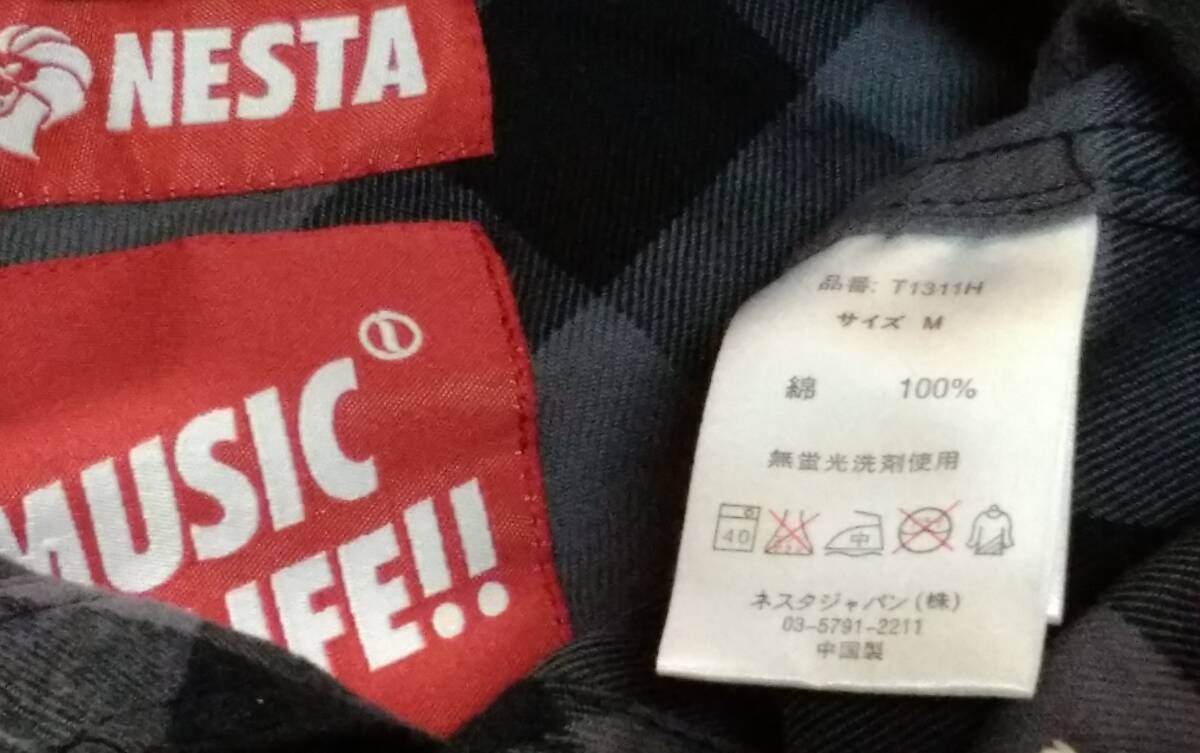 NESTA
MUSIC
IFE!!
品番: T1311H
サイズ M
綿 100%
無蛍光洗剤使用
40 中
ネスタジャパン(株)
03-5791-2211
中国製